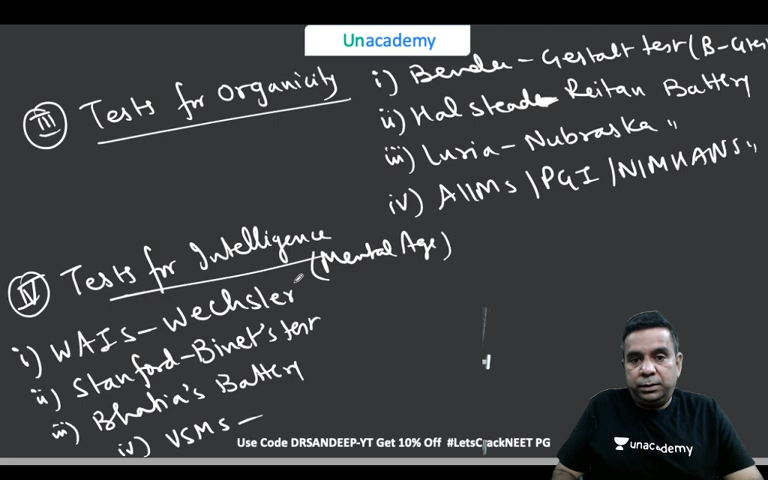 Unacademy
III Tests for Organicity
i) Bender - Gestalt test (B-Gtest
ii) Halstead Reitan Battery
iii) Luria - Nubraska "
iv) AIIMS / PGI / NIMHANS "
IV Tests for Intelligence
(Mental Age)
i) WAIS - Wechsler
ii) Stanford - Binet's test
iii) Bhatia's Battery
iv) VSMS -
Use Code DRSANDEEP-YT Get 10% Off #LetsCrackNEET PG
unacademy